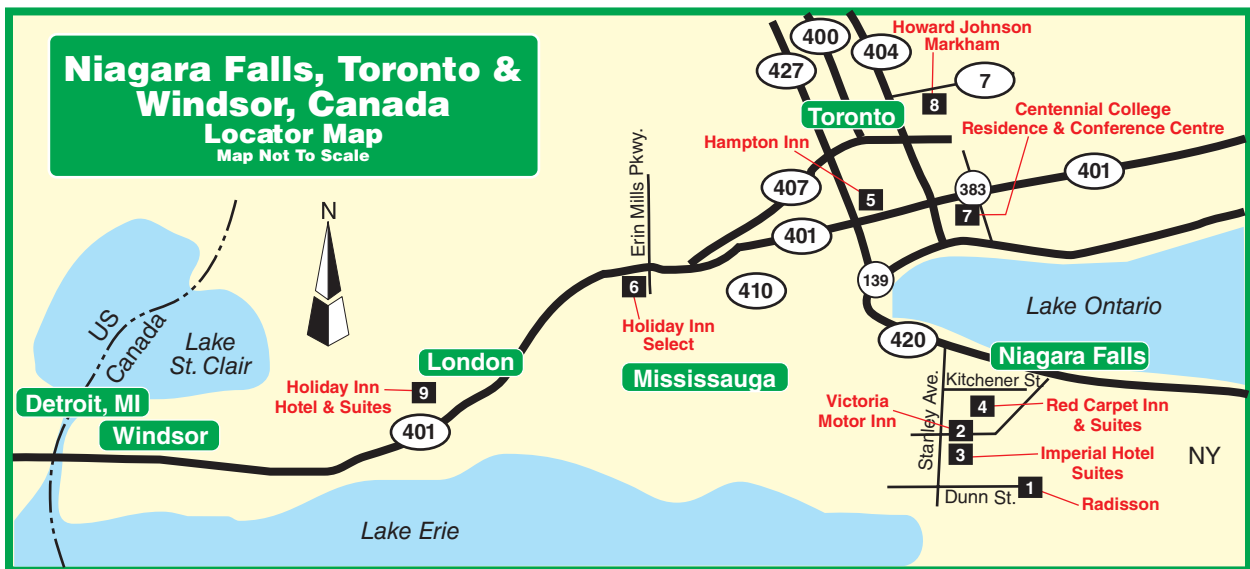 Niagara Falls, Toronto &
Windsor, Canada
Locator Map
Map Not To Scale
400
404
427
Howard Johnson
Markham
7
8
Toronto
Centennial College
Residence & Conference Centre
Hampton Inn
Erin Mills Pkwy.
407
5
383
401
7
N
401
6
410
139
Lake Ontario
US
Canada
Lake
St. Clair
Holiday Inn
Select
420
London
Niagara Falls
Mississauga
Kitchener St.
Holiday Inn
Hotel & Suites
9
Detroit, MI
Windsor
401
Stanley Ave.
Victoria
Motor Inn
4
Red Carpet Inn
& Suites
2
3
Imperial Hotel
Suites
NY
Dunn St.
1
Radisson
Lake Erie